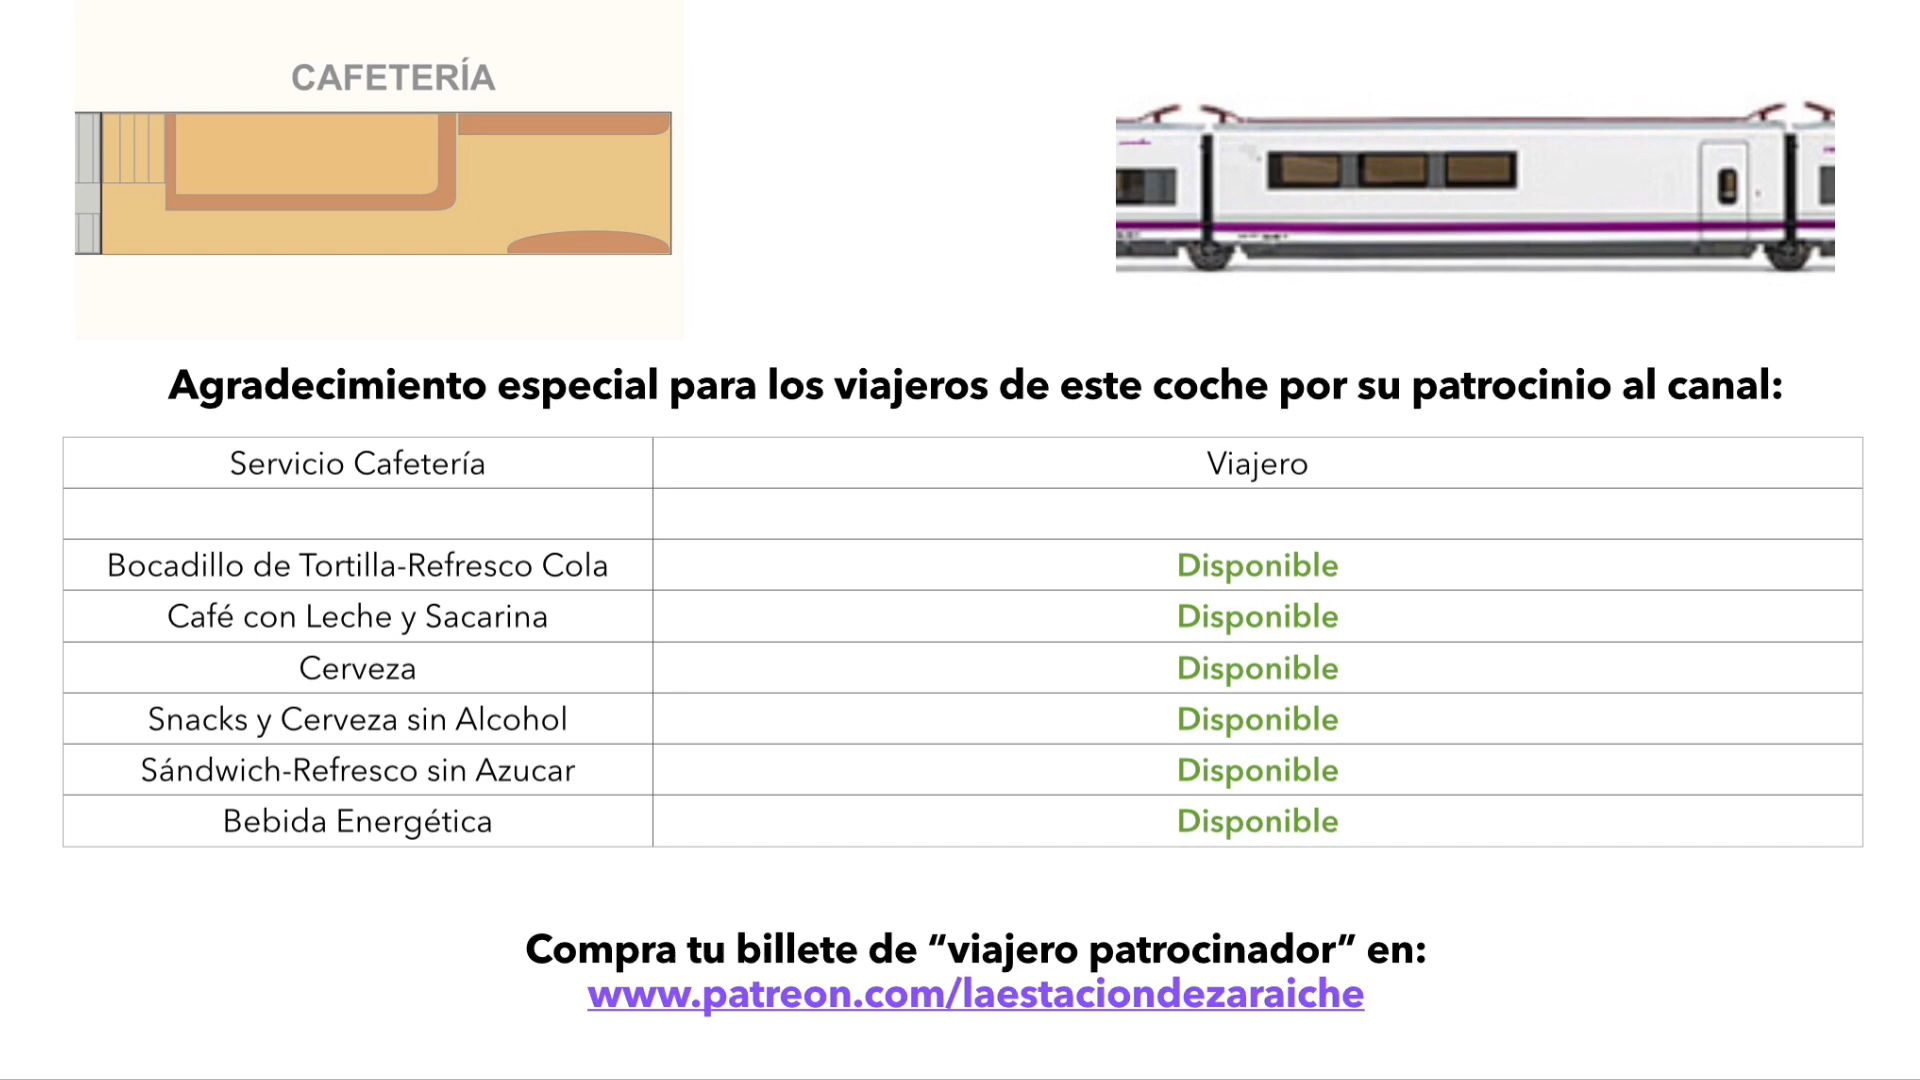 CAFETERÍA
Agradecimiento especial para los viajeros de este coche por su patrocinio al canal:
Servicio Cafetería Viajero
Bocadillo de Tortilla-Refresco Cola Disponible
Café con Leche y Sacarina Disponible
Cerveza Disponible
Snacks y Cerveza sin Alcohol Disponible
Sándwich-Refresco sin Azucar Disponible
Bebida Energética Disponible
Compra tu billete de “viajero patrocinador” en:
www.patreon.com/laestaciondezaraiche